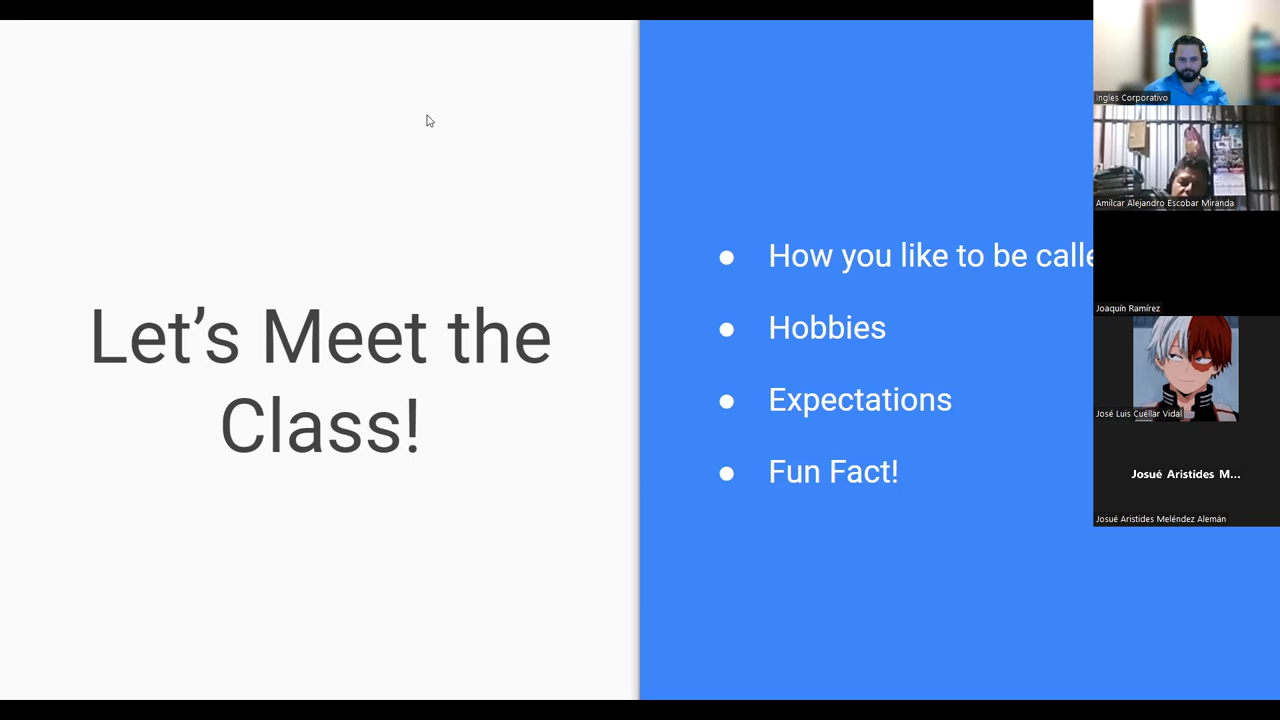 Let’s Meet the
Class!
How you like to be calle
Hobbies
Expectations
Fun Fact!
Ingles Corporativo
Amilcar Alejandro Escobar Miranda
Joaquín Ramírez
José Luis Cuéllar Vidal
Josué Aristides M...
Josué Aristides Meléndez Alemán